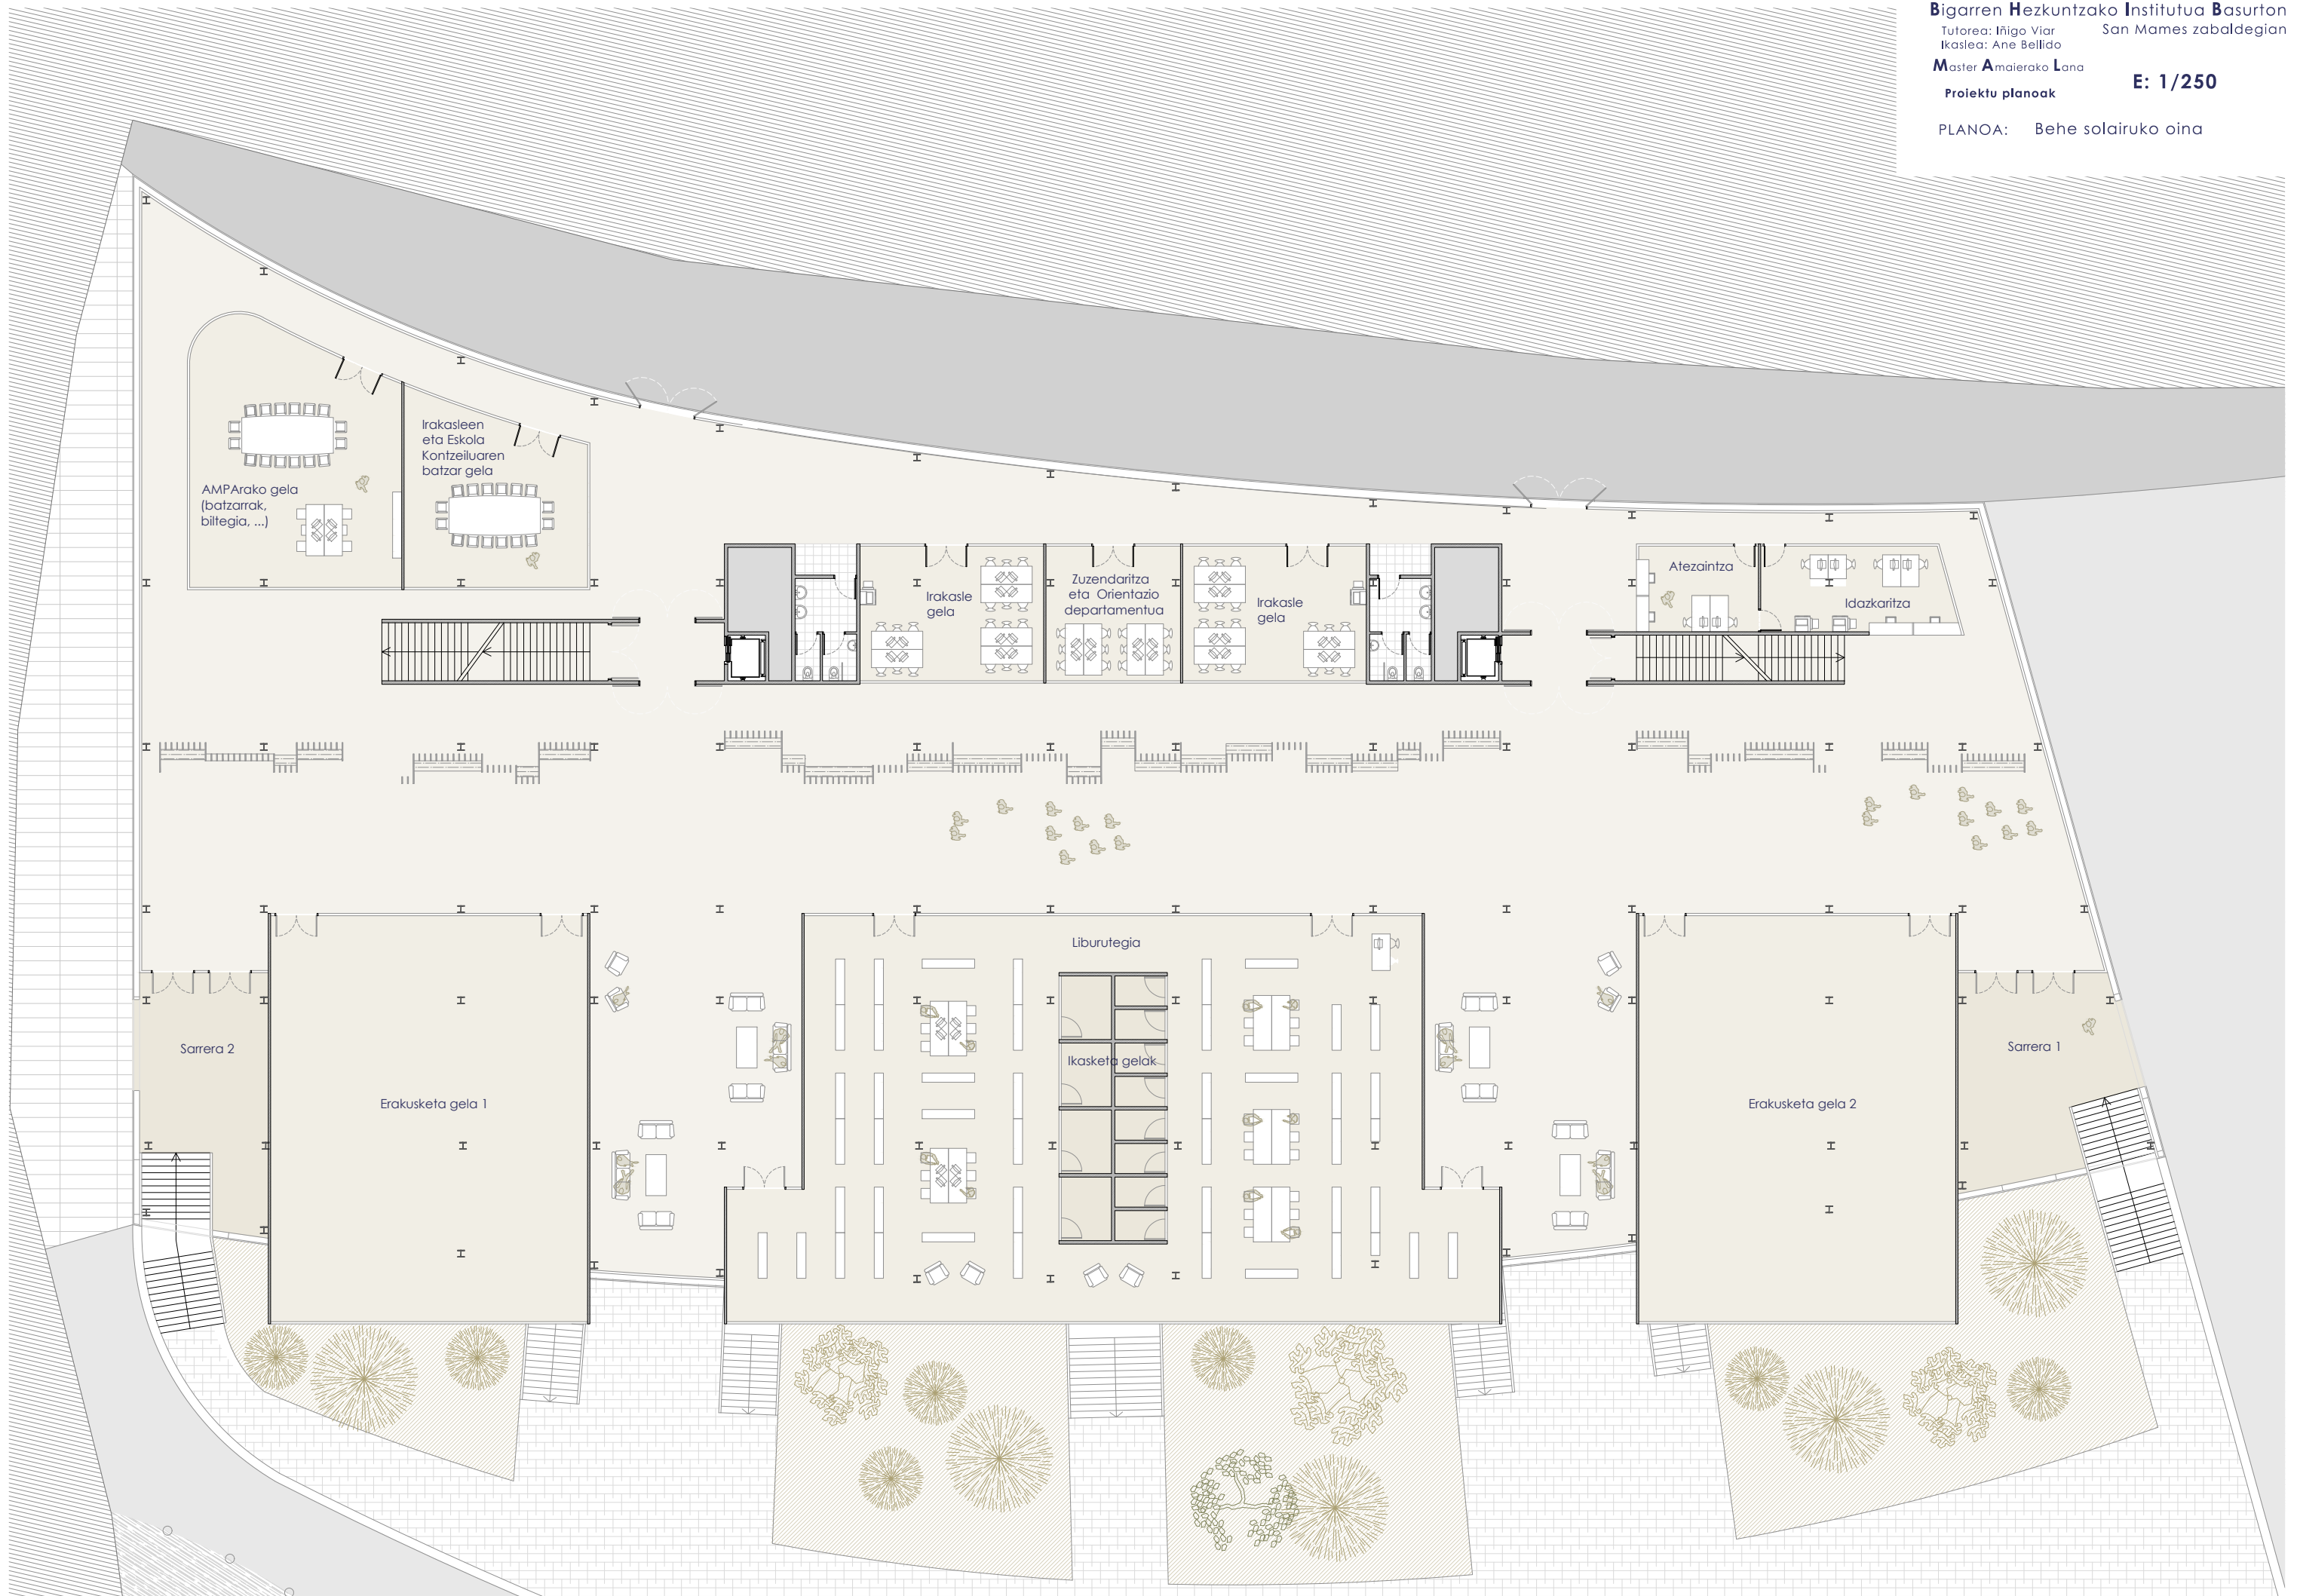 Bigarren Hezkuntzako Institutua Basurton
San Mames zabaldegian
Tutorea: Iñigo Viar
Ikaslea: Ane Bellido
Master Amaierako Lana
E: 1/250
Proiektu planoak
PLANOA: Behe solairuko oina
Irakasleen
eta Eskola
Kontzeiluaren
batzar gela
AMPArako gela
(batzarrak,
biltegia, ...)
Irakasle
gela
Zuzendaritza
eta Orientazio
departamentua
Irakasle
gela
Atezaintza
Idazkaritza
Liburutegia
Ikasketa gelak
Sarrera 2
Erakusketa gela 1
Erakusketa gela 2
Sarrera 1